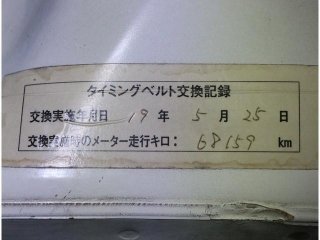 タイミングベルト交換記録
交換実施年月日 19 年 5 月 25 日
交換実施時のメーター走行キロ： 68159 km